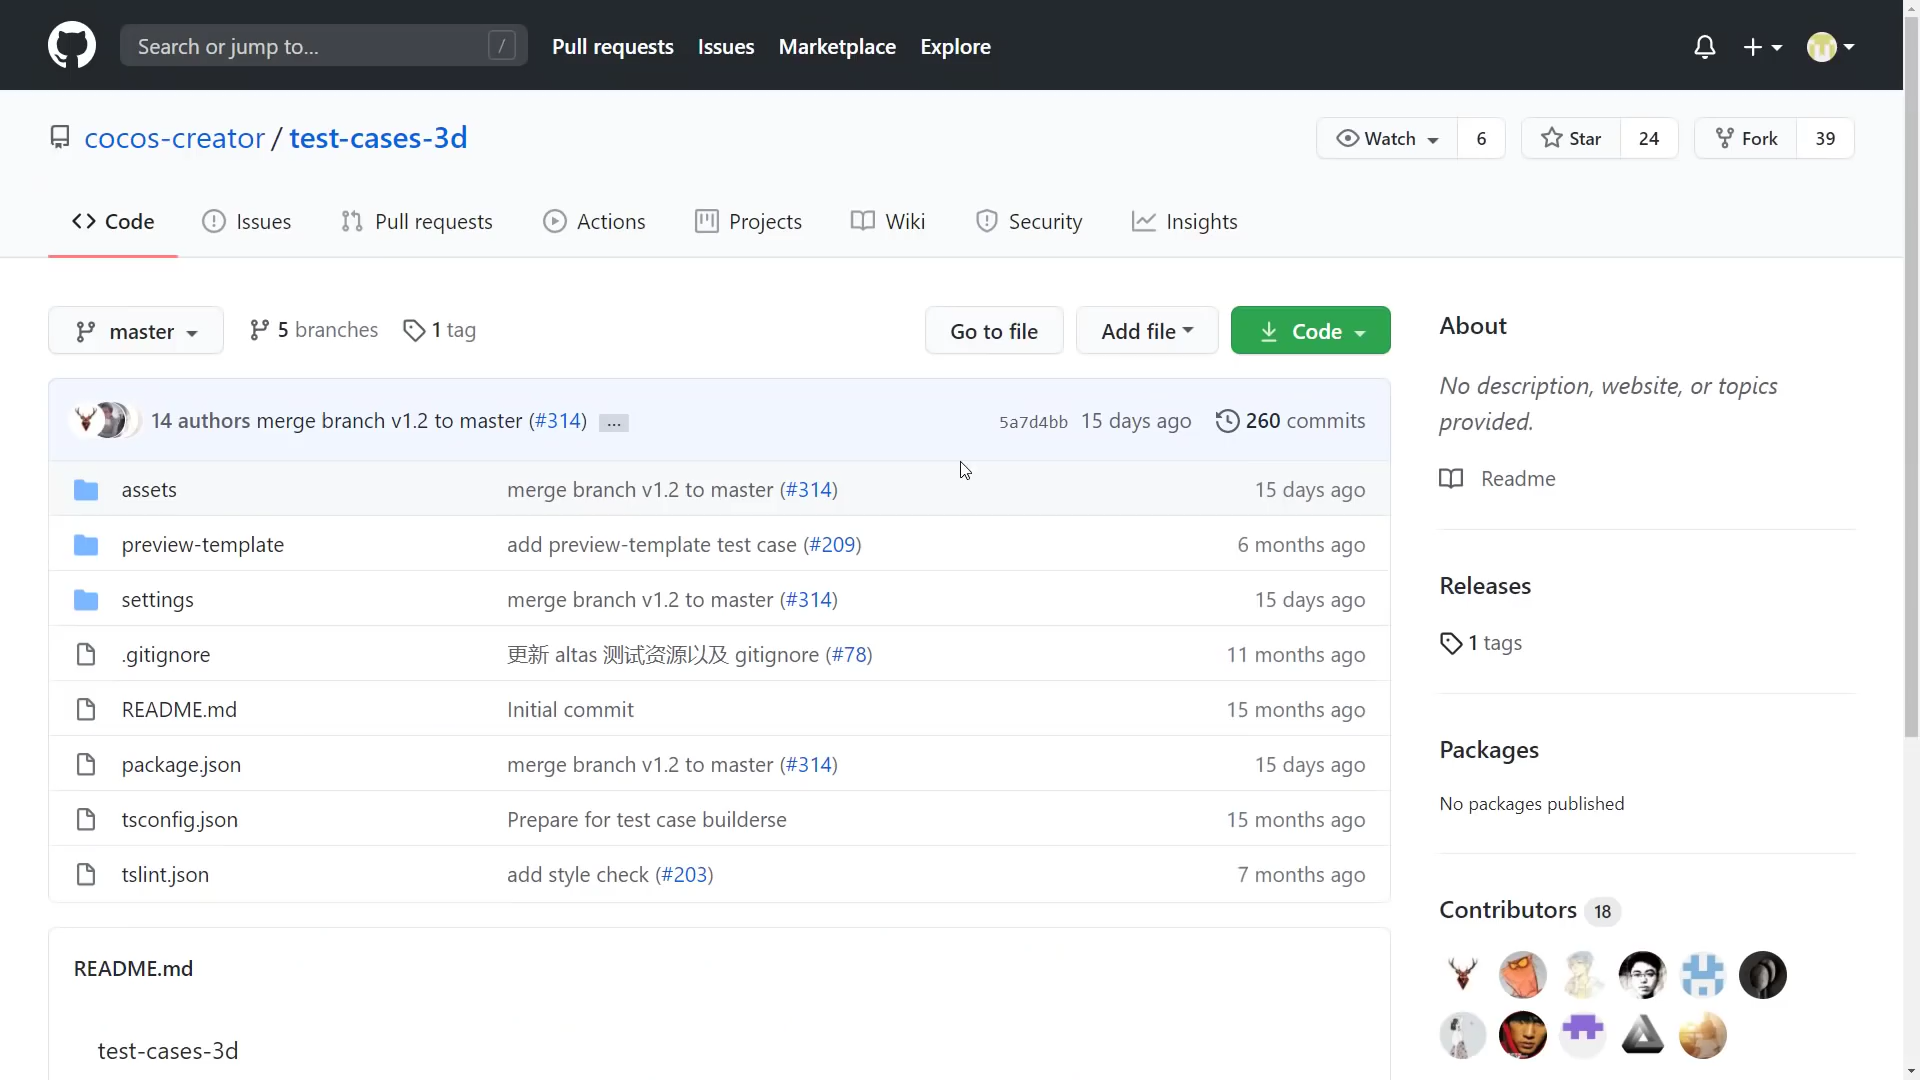 Search or jump to... / Pull requests Issues Marketplace Explore
cocos-creator / test-cases-3d Watch 6 Star 24 Fork 39
Code Issues Pull requests Actions Projects Wiki Security Insights
master 5 branches 1 tag Go to file Add file Code
14 authors merge branch v1.2 to master (#314) ... 5a7d4bb 15 days ago 260 commits
assets merge branch v1.2 to master (#314) 15 days ago
preview-template add preview-template test case (#209) 6 months ago
settings merge branch v1.2 to master (#314) 15 days ago
.gitignore 更新 altas 测试资源以及 gitignore (#78) 11 months ago
README.md Initial commit 15 months ago
package.json merge branch v1.2 to master (#314) 15 days ago
tsconfig.json Prepare for test case builderse 15 months ago
tslint.json add style check (#203) 7 months ago
README.md
test-cases-3d
About
No description, website, or topics
provided.
Readme
Releases
1 tags
Packages
No packages published
Contributors 18